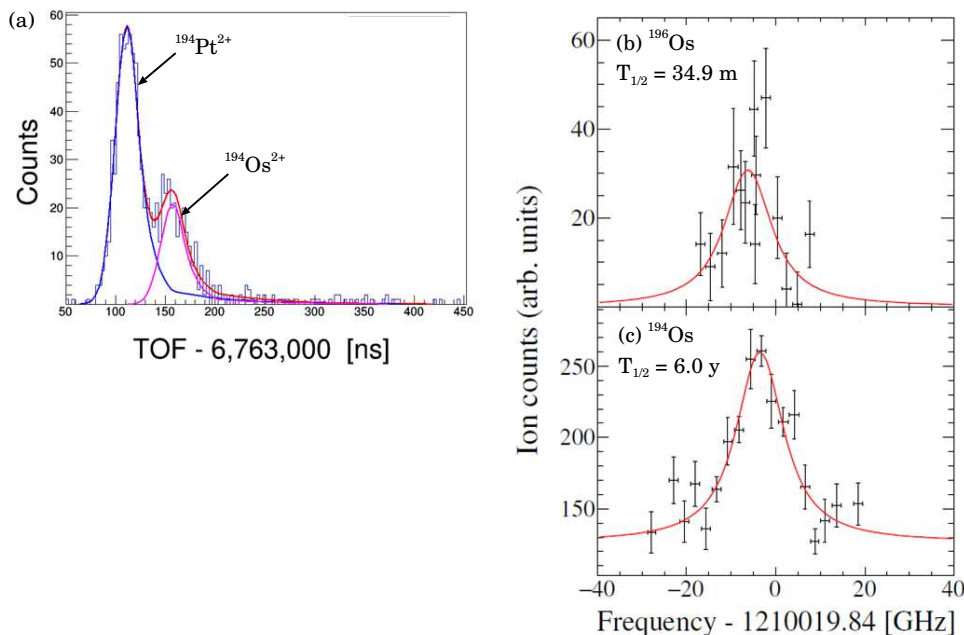 (a)
60
50
40
30
20
10
0
Counts
¹⁹⁴Pt²⁺
¹⁹⁴Os²⁺
50 100 150 200 250 300 350 400 450
TOF - 6,763,000 [ns]
(b) ¹⁹⁶Os
T₁/₂ = 34.9 m
60
40
20
(c) ¹⁹⁴Os
T₁/₂ = 6.0 y
250
200
150
Ion counts (arb. units)
−40 −20 0 20 40
Frequency - 1210019.84 [GHz]